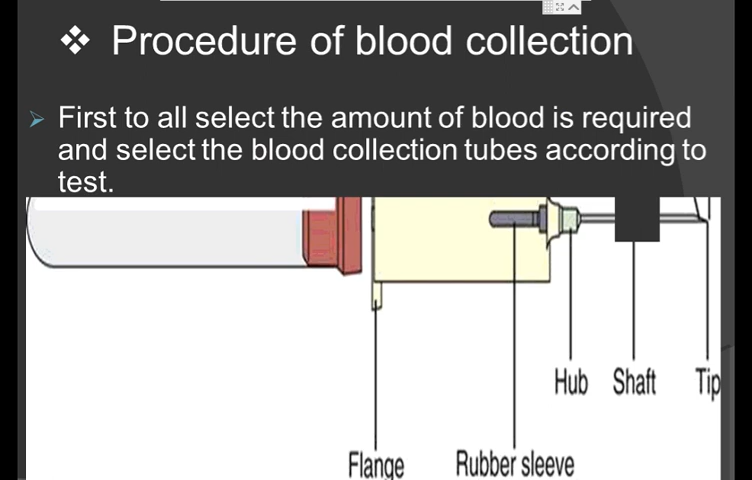 Procedure of blood collection
First to all select the amount of blood is required
and select the blood collection tubes according to
test.
Hub Shaft Tip
Flange Rubber sleeve